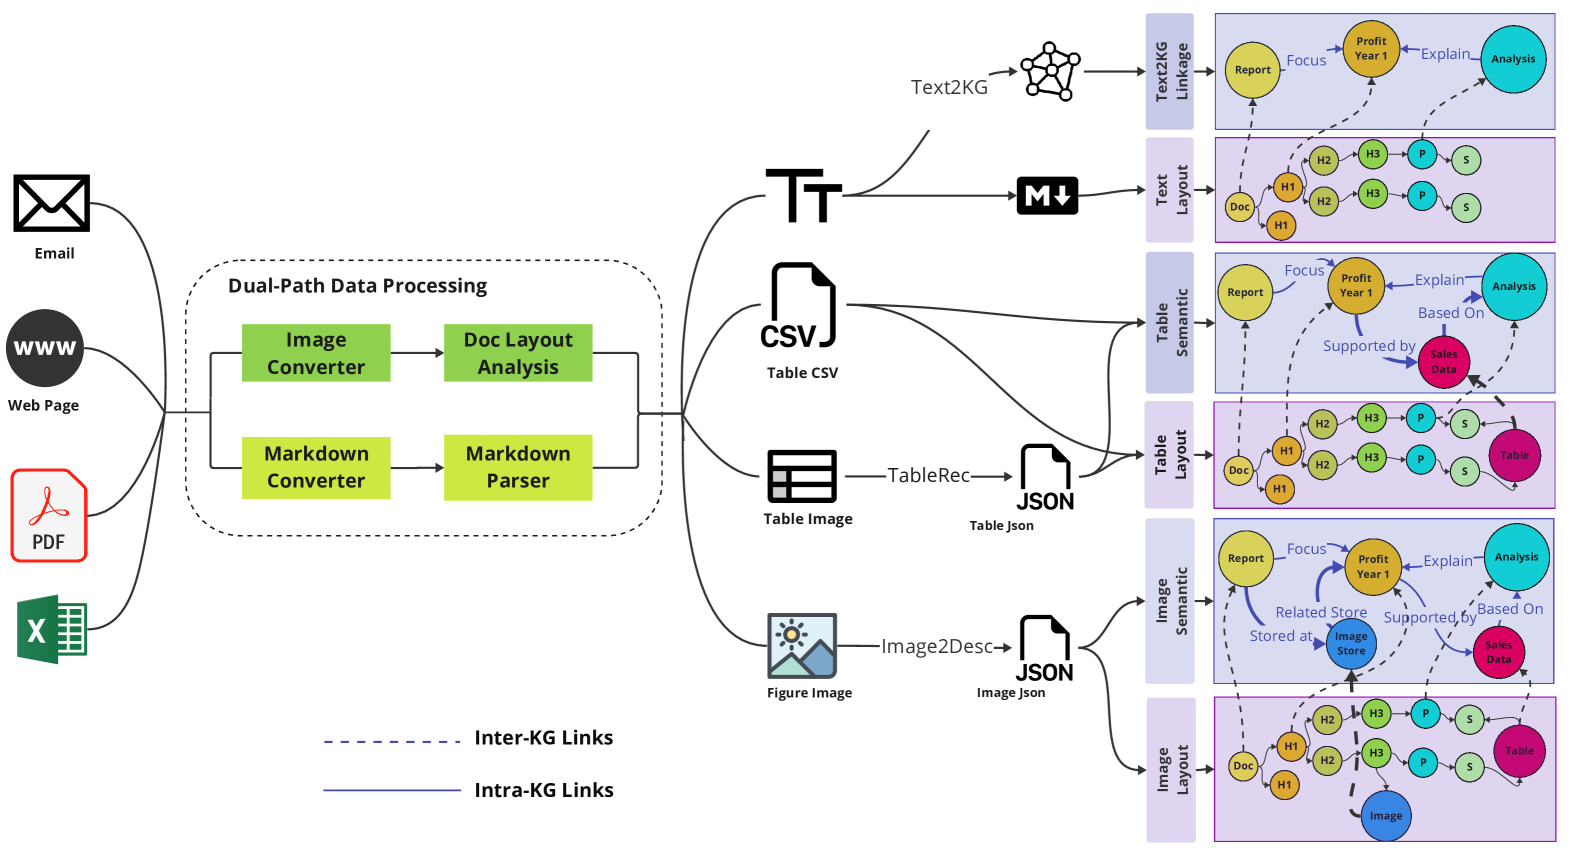 Email
WWW
Web Page
PDF
X
Dual-Path Data Processing
Image
Converter
Doc Layout
Analysis
Markdown
Converter
Markdown
Parser
Inter-KG Links
Intra-KG Links
TT
Text2KG
M
CSV
Table CSV
Table Image
TableRec
JSON
Table Json
Figure Image
Image2Desc
JSON
Image Json
Text2KG
Linkage
Report
Focus
Profit
Year 1
Explain
Analysis
Text
Layout
Doc
H1
H1
H2
H3
P
S
H2
H3
P
S
Table
Semantic
Report
Focus
Profit
Year 1
Explain
Analysis
Based On
Supported by
Sales
Data
Table
Layout
Doc
H1
H1
H2
H3
P
S
H2
H3
P
S
Table
Image
Semantic
Report
Focus
Profit
Year 1
Explain
Analysis
Related Store
Stored at
Image
Store
Supported by
Based On
Sales
Data
Image
Layout
Doc
H1
H1
H2
H3
P
S
H2
H3
P
S
Table
Image